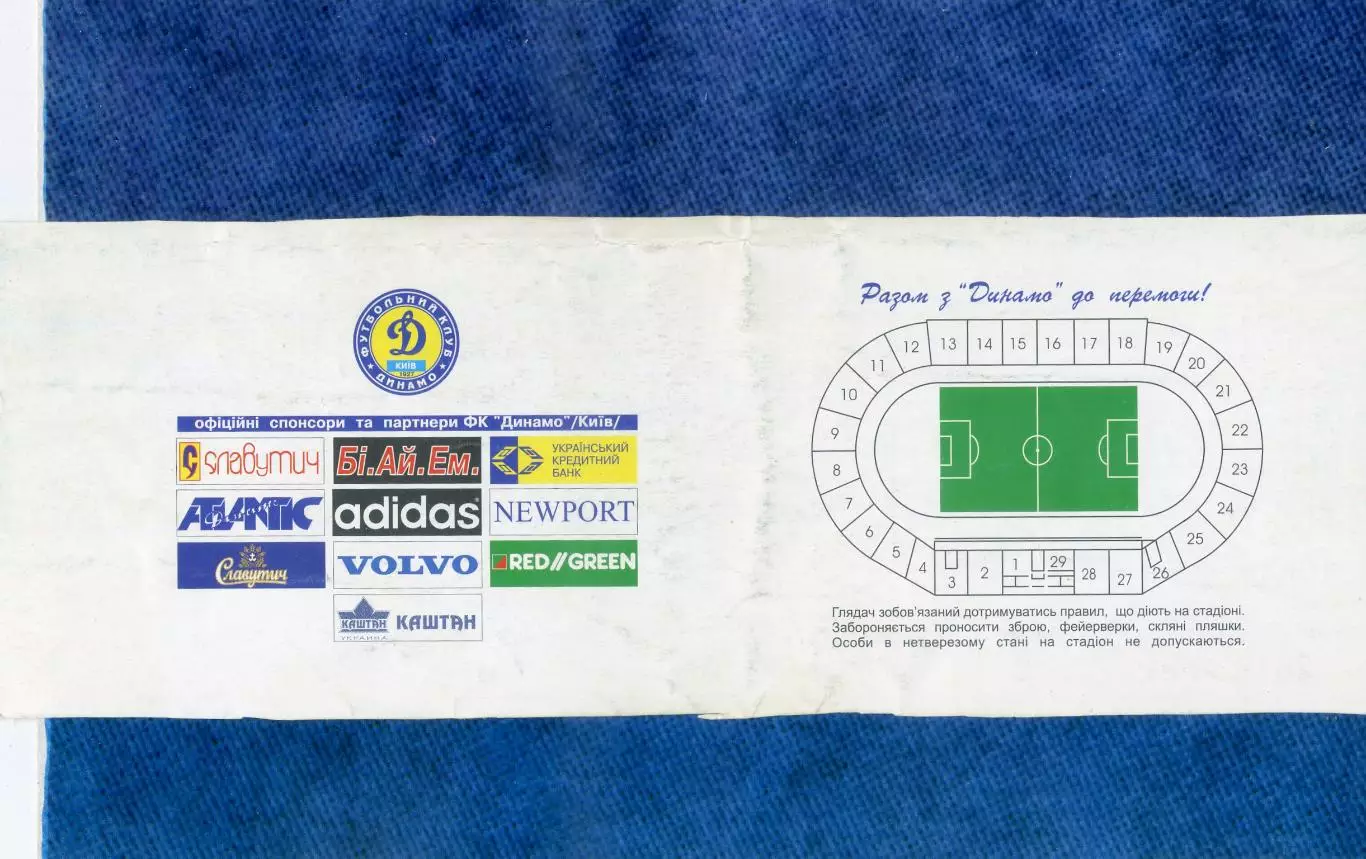 ФУТБОЛЬНИЙ КЛУБ
Д
КИЇВ
1927
ДИНАМО
офіційні спонсори та партнери ФК "Динамо"/Київ/
Славутич
Бі.Ай.Ем.
УКРАЇНСЬКИЙ
КРЕДИТНИЙ
БАНК
ATLANTIC
adidas
NEWPORT
Славутич
VOLVO
RED//GREEN
КАШТАН
УКРАИНА
КАШТАН
Разом з "Динамо" до перемоги!
12 13 14 15 16 17 18 19
11 20
10 21
9 22
8 23
7 24
6 25
5
4 3 2 1 29 28 27 26
Глядач зобов'язаний дотримуватись правил, що діють на стадіоні.
Забороняється проносити зброю, фейерверки, скляні пляшки.
Особи в нетверезому стані на стадіон не допускаються.